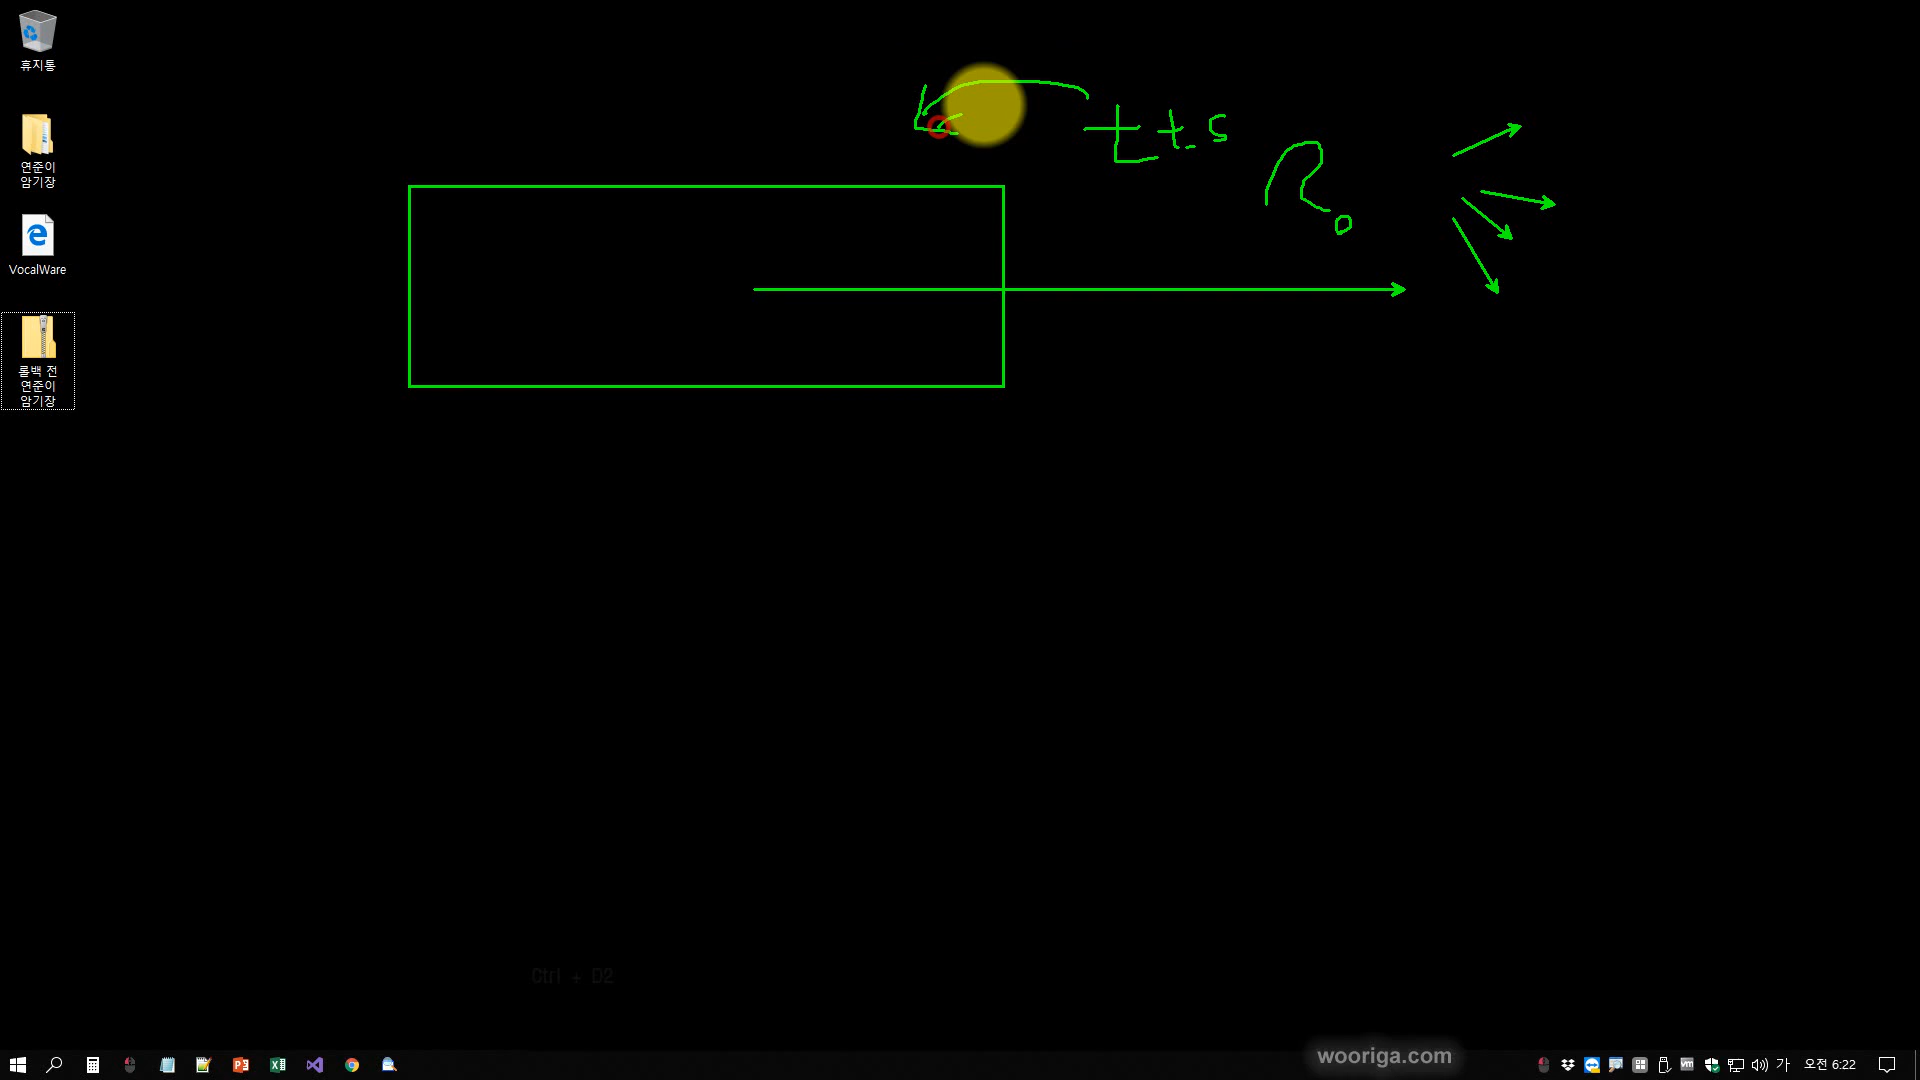 휴지통
연준이
암기장
VocalWare
롤백 전
연준이
암기장
tts
R.
Ctrl + D2
wooriga.com
가
오전 6:22